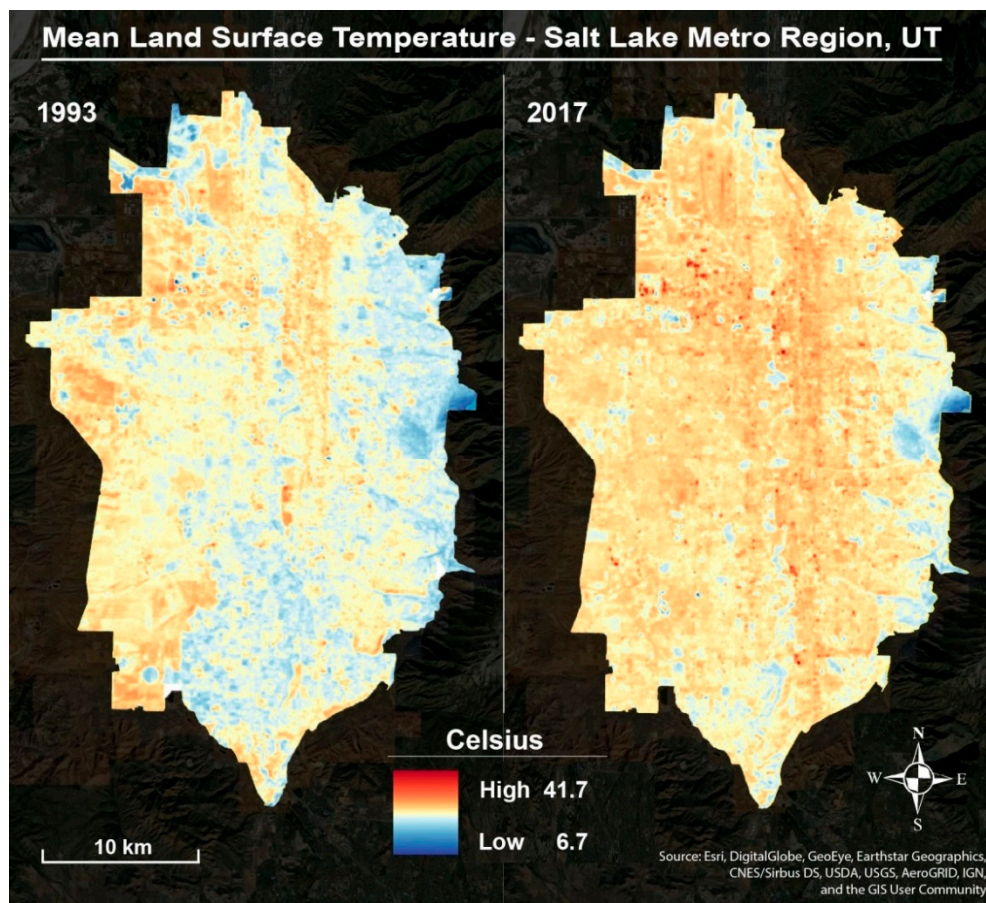 Mean Land Surface Temperature - Salt Lake Metro Region, UT
1993
2017
Celsius
High 41.7
Low 6.7
10 km
N
W E
S
Source: Esri, DigitalGlobe, GeoEye, Earthstar Geographics,
CNES/Sirbus DS, USDA, USGS, AeroGRID, IGN,
and the GIS User Community